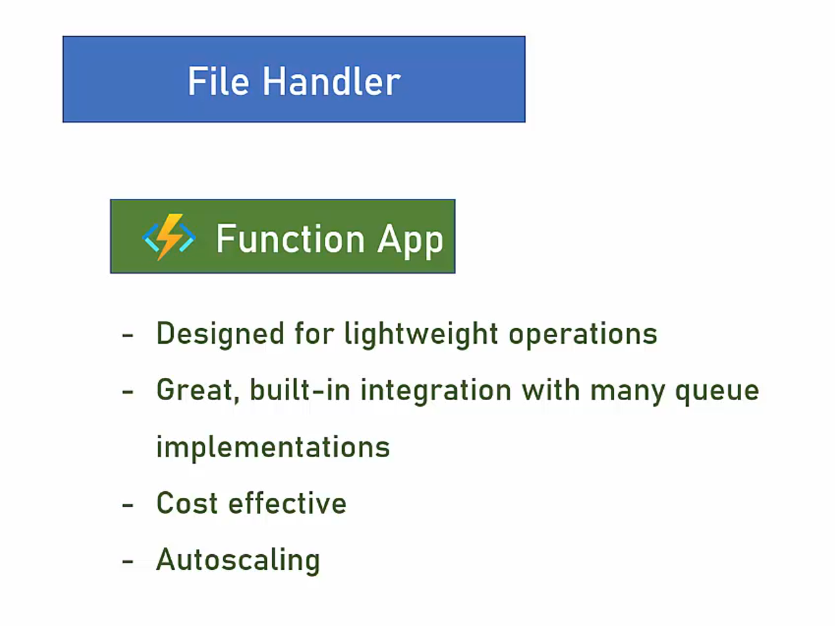 File Handler
Function App
- Designed for lightweight operations
- Great, built-in integration with many queue
implementations
- Cost effective
- Autoscaling